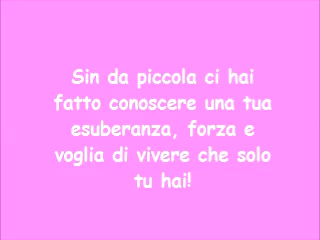 Sin da piccola ci hai
fatto conoscere una tua
esuberanza, forza e
voglia di vivere che solo
tu hai!